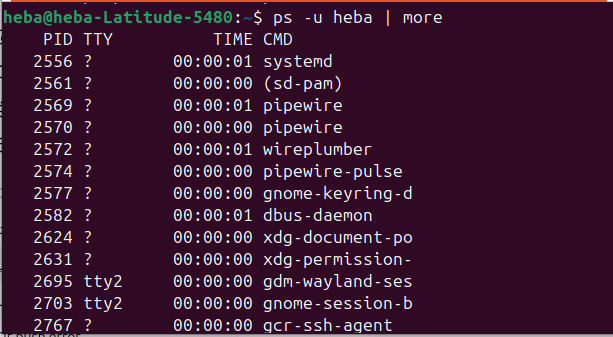 heba@heba-Latitude-5480:~$ ps -u heba | more
PID TTY TIME CMD
2556 ? 00:00:01 systemd
2561 ? 00:00:00 (sd-pam)
2569 ? 00:00:01 pipewire
2570 ? 00:00:00 pipewire
2572 ? 00:00:01 wireplumber
2574 ? 00:00:00 pipewire-pulse
2577 ? 00:00:00 gnome-keyring-d
2582 ? 00:00:01 dbus-daemon
2624 ? 00:00:00 xdg-document-po
2631 ? 00:00:00 xdg-permission-
2695 tty2 00:00:00 gdm-wayland-ses
2703 tty2 00:00:00 gnome-session-b
2767 ? 00:00:00 gcr-ssh-agent